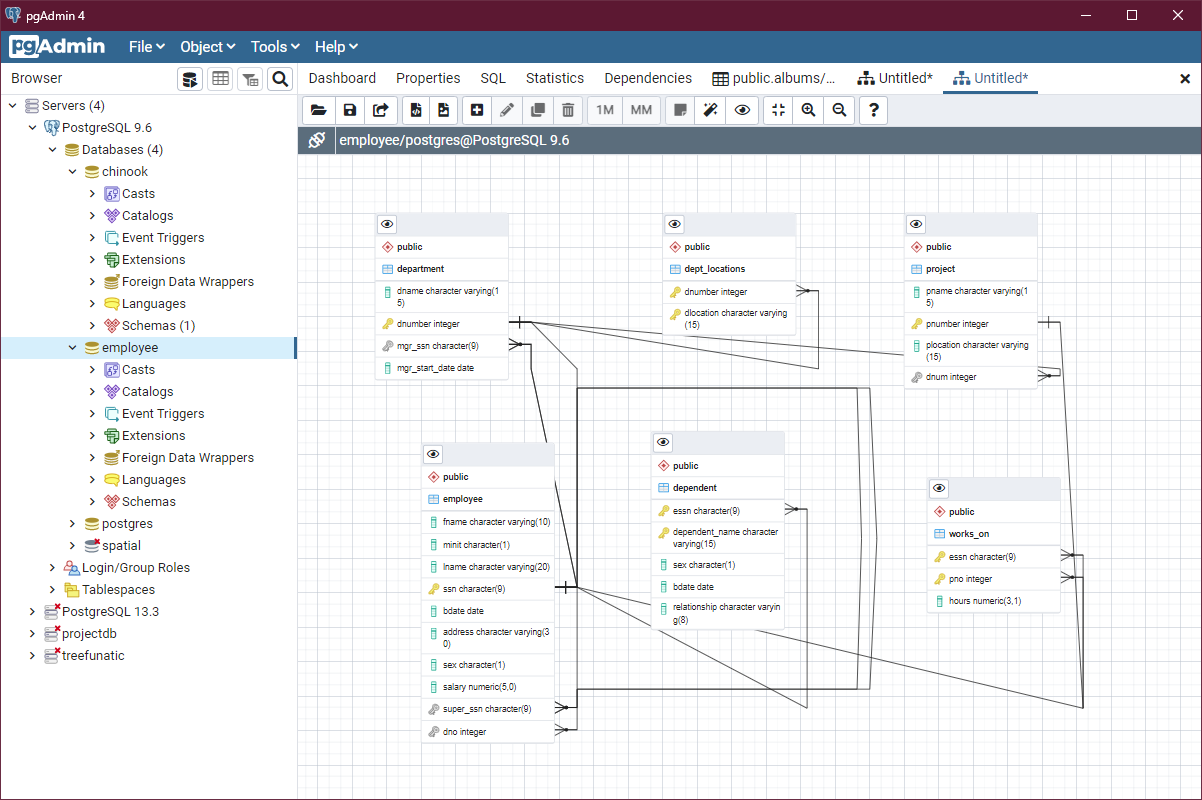 pgAdmin 4
pgAdmin File Object Tools Help
Browser
Dashboard Properties SQL Statistics Dependencies public.albums/... Untitled* Untitled*
1M MM ?
employee/postgres@PostgreSQL 9.6
Servers (4)
PostgreSQL 9.6
Databases (4)
chinook
Casts
Catalogs
Event Triggers
Extensions
Foreign Data Wrappers
Languages
Schemas (1)
employee
Casts
Catalogs
Event Triggers
Extensions
Foreign Data Wrappers
Languages
Schemas
postgres
spatial
Login/Group Roles
Tablespaces
PostgreSQL 13.3
projectdb
treefunatic
public
department
dname character varying(1
5)
dnumber integer
mgr_ssn character(9)
mgr_start_date date
public
dept_locations
dnumber integer
dlocation character varying
(15)
public
project
pname character varying(1
5)
pnumber integer
plocation character varying
(15)
dnum integer
public
employee
fname character varying(10)
minit character(1)
lname character varying(20)
ssn character(9)
bdate date
address character varying(3
0)
sex character(1)
salary numeric(5,0)
super_ssn character(9)
dno integer
public
dependent
essn character(9)
dependent_name character
varying(15)
sex character(1)
bdate date
relationship character varyin
g(8)
public
works_on
essn character(9)
pno integer
hours numeric(3,1)